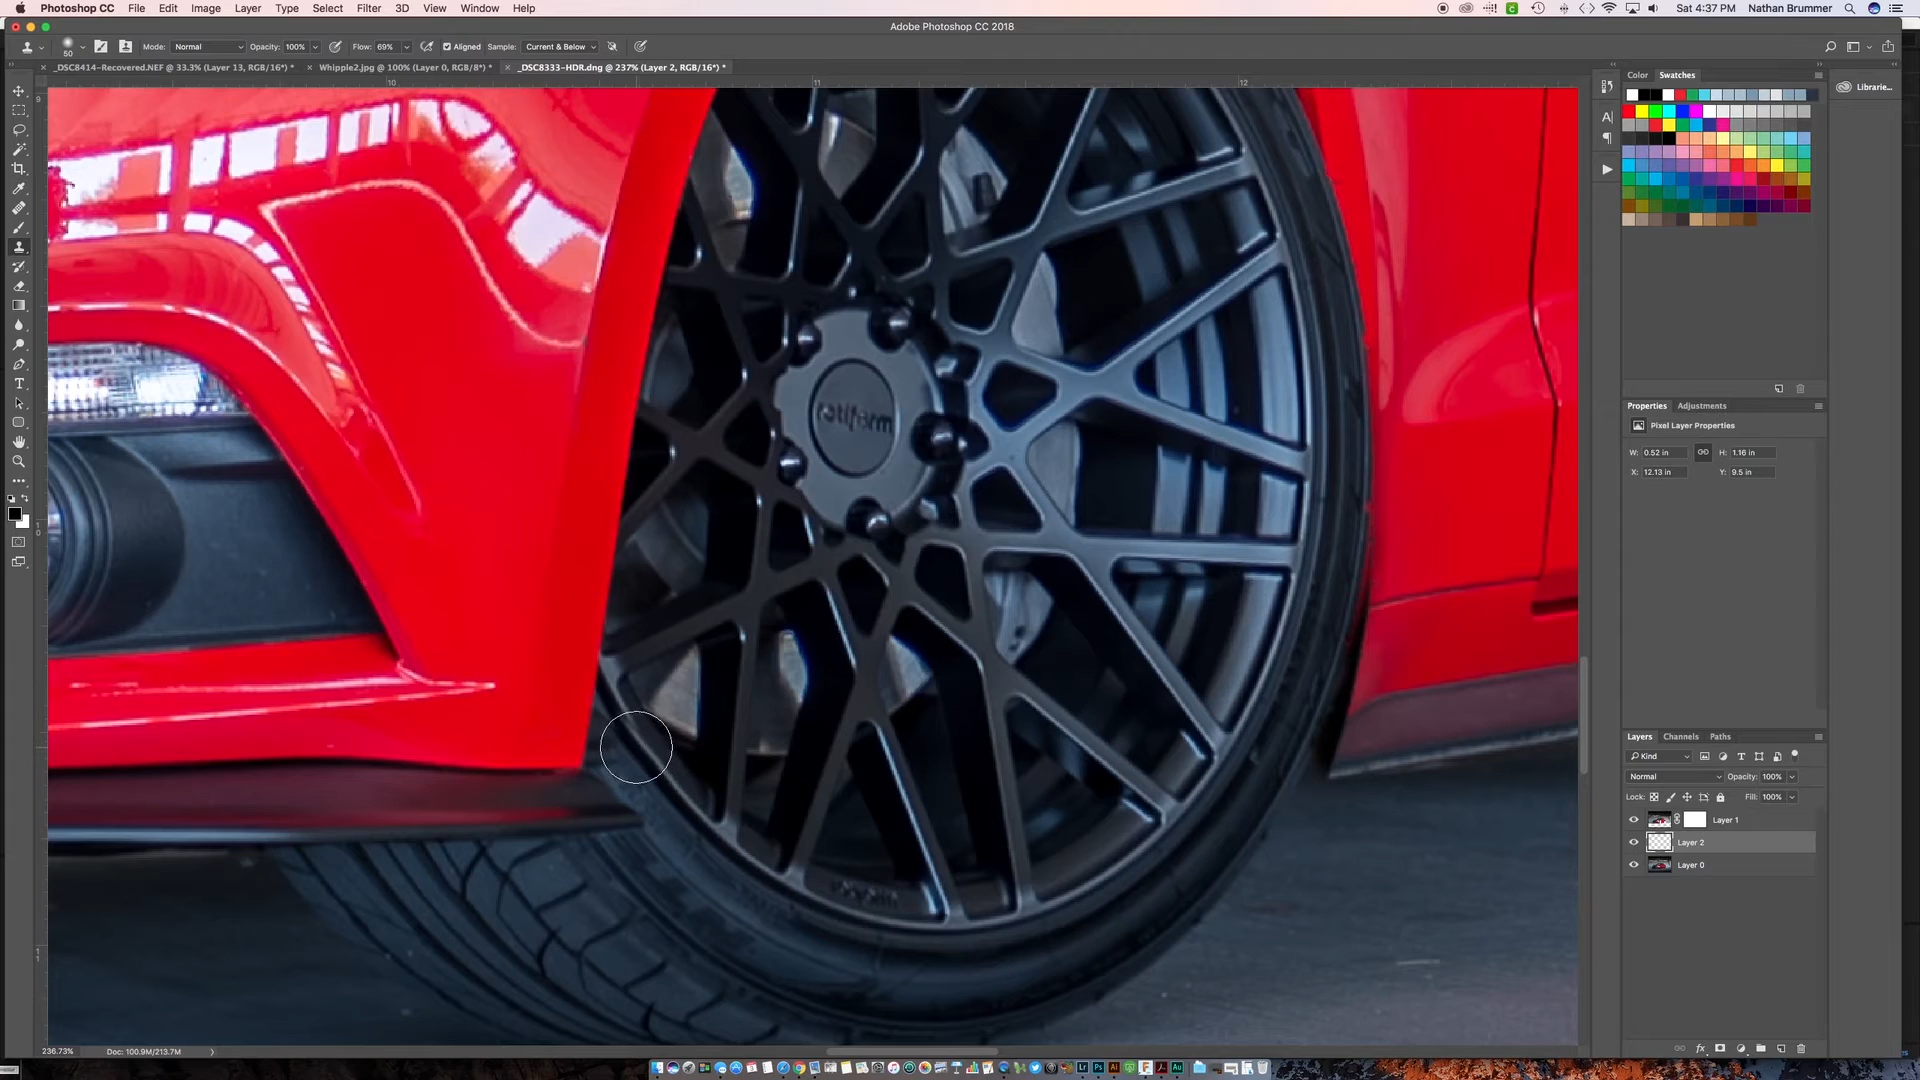 Photoshop CC File Edit Image Layer Type Select Filter 3D View Window Help Sat 4:37 PM Nathan Brummer
Adobe Photoshop CC 2018
50 Mode: Normal Opacity: 100% Flow: 69% Aligned Sample: Current & Below
_DSC8414-Recovered.NEF @ 33.3% (Layer 13, RGB/16*) * Whipple2.jpg @ 100% (Layer 0, RGB/8*) * _DSC8333-HDR.dng @ 237% (Layer 2, RGB/16*) *
10 11 12
Color Swatches
Librarie...
rotiform
Properties Adjustments
Pixel Layer Properties
W: 0.52 in H: 1.16 in
X: 12.13 in Y: 9.5 in
Layers Channels Paths
Kind
Normal Opacity: 100%
Lock: Fill: 100%
Layer 1
Layer 2
Layer 0
236.73% Doc: 100.9M/213.7M